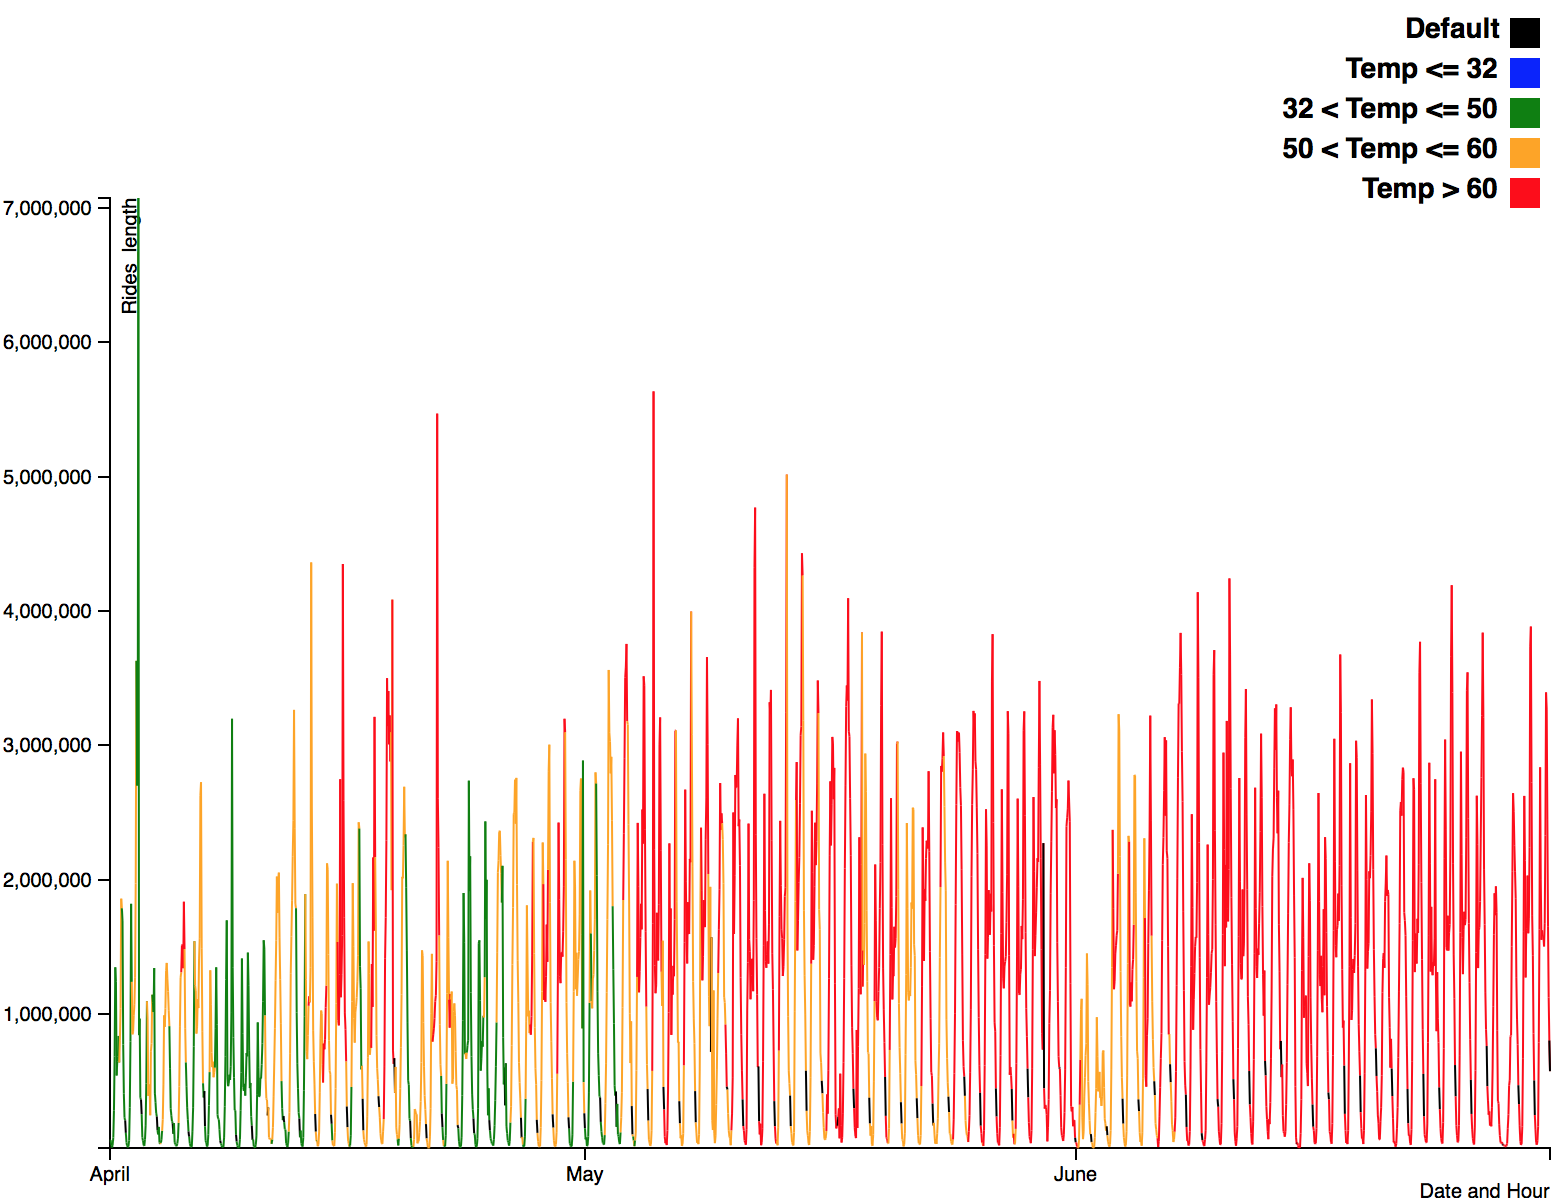 Default
Temp <= 32
32 < Temp <= 50
50 < Temp <= 60
Temp > 60
Rides length
7,000,000
6,000,000
5,000,000
4,000,000
3,000,000
2,000,000
1,000,000
April
May
June
Date and Hour